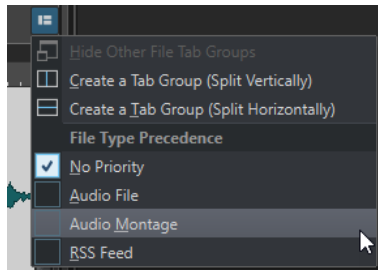 Hide Other File Tab Groups
Create a Tab Group (Split Vertically)
Create a Tab Group (Split Horizontally)
File Type Precedence
No Priority
Audio File
Audio Montage
RSS Feed